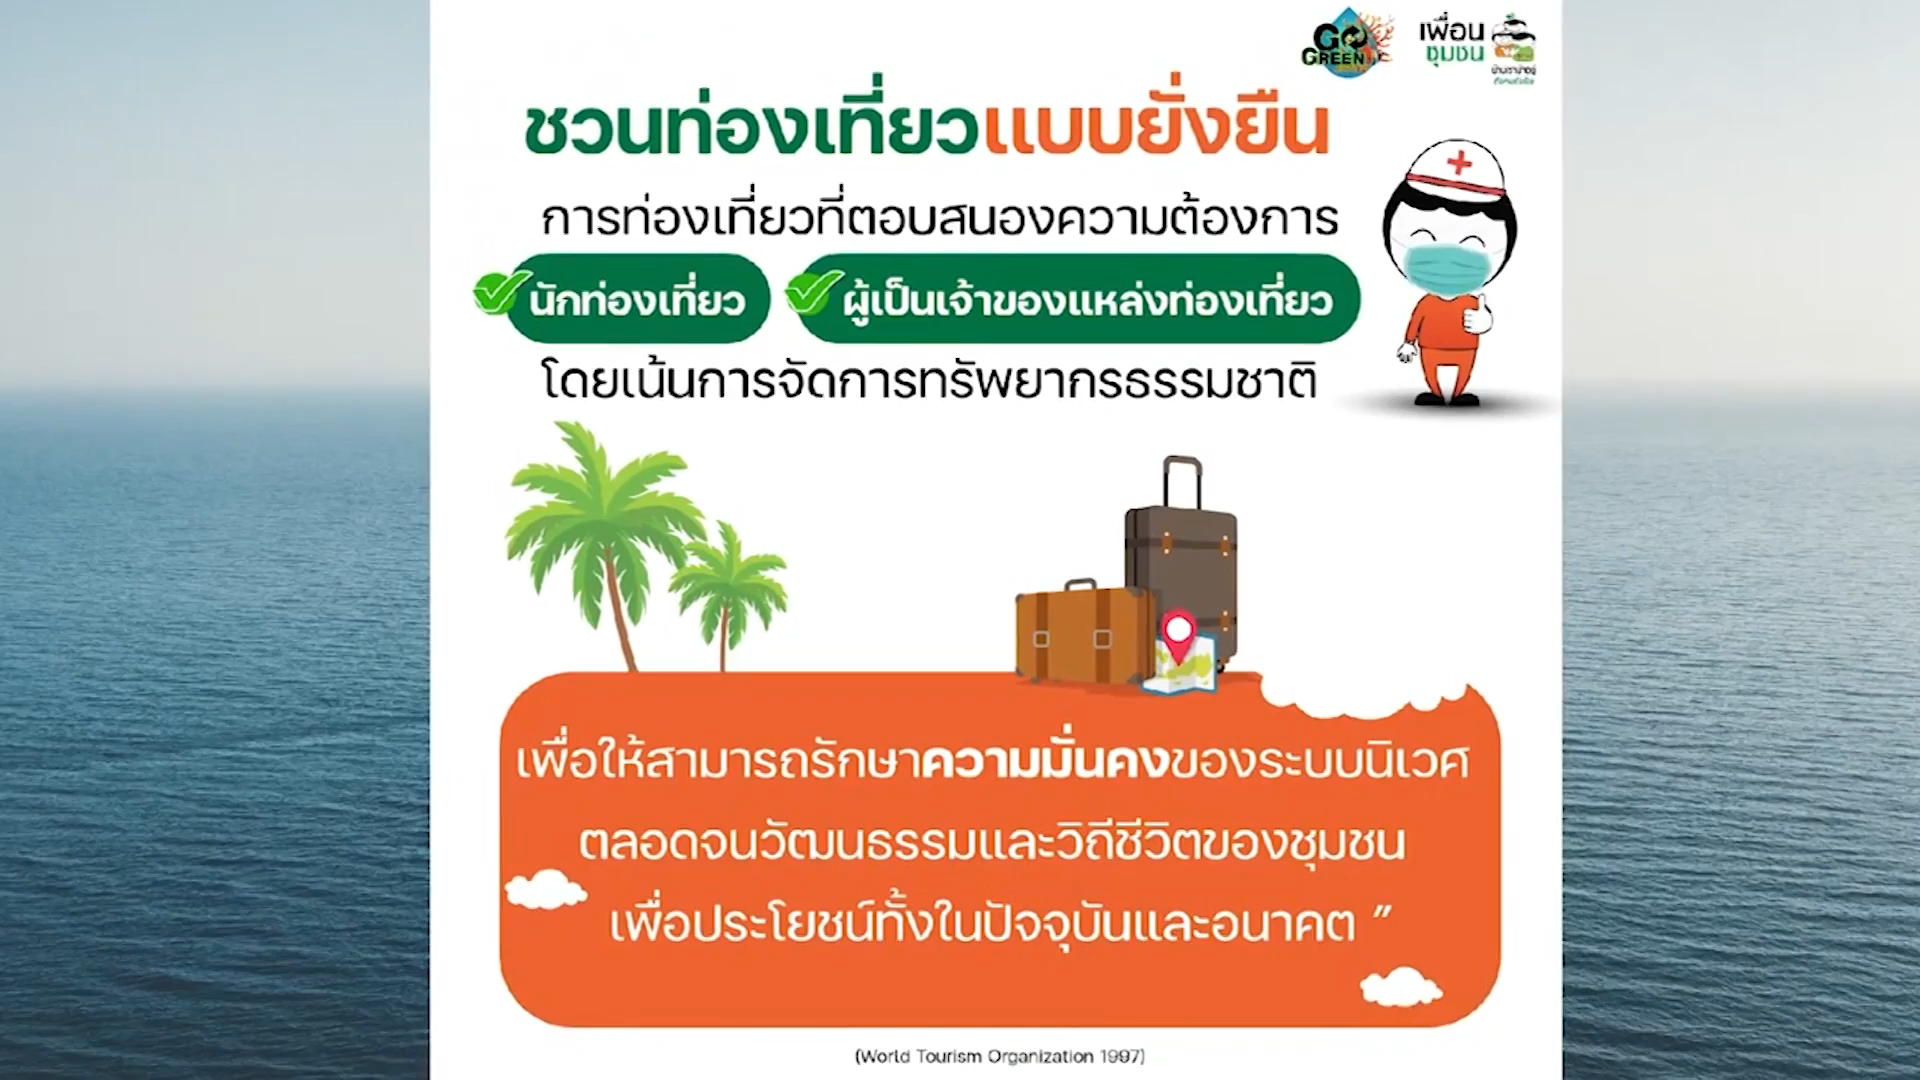 GO
GREEN
เพื่อน
ชุมชน
ชวนท่องเที่ยวแบบยั่งยืน
การท่องเที่ยวที่ตอบสนองความต้องการ
นักท่องเที่ยว ผู้เป็นเจ้าของแหล่งท่องเที่ยว
โดยเน้นการจัดการทรัพยากรธรรมชาติ
เพื่อให้สามารถรักษาความมั่นคงของระบบนิเวศ
ตลอดจนวัฒนธรรมและวิถีชีวิตของชุมชน
เพื่อประโยชน์ทั้งในปัจจุบันและอนาคต ”
(World Tourism Organization 1997)